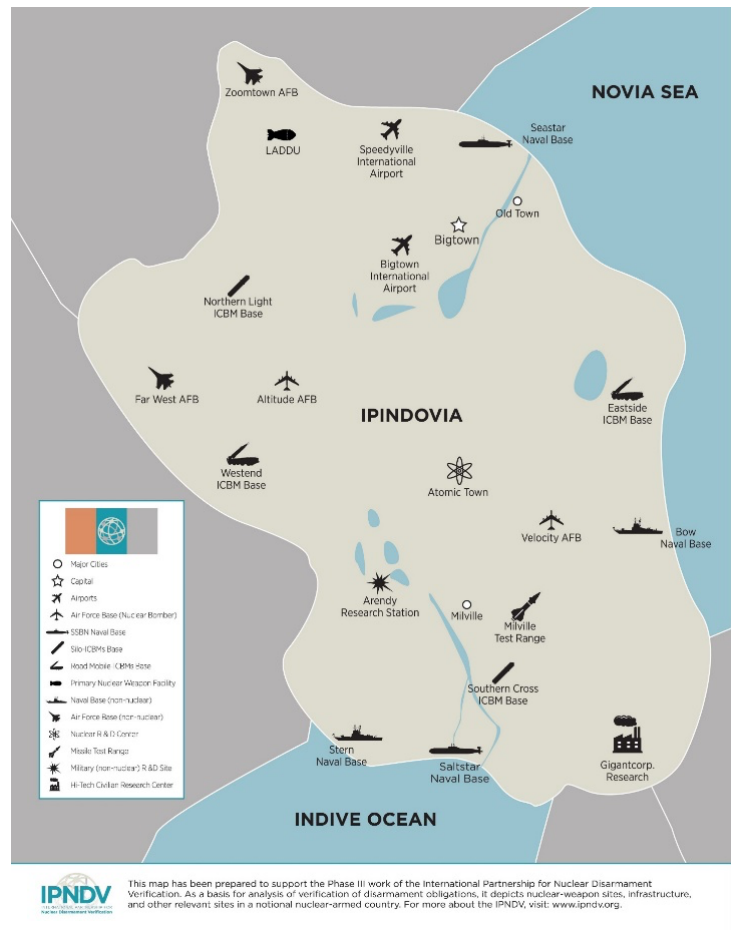 NOVIA SEA
Zoomtown AFB
LADDU
Speedyville
International
Airport
Seastar
Naval Base
Old Town
Bigtown
Bigtown
International
Airport
Northern Light
ICBM Base
Far West AFB
Altitude AFB
IPINDOVIA
Eastside
ICBM Base
Westend
ICBM Base
Atomic Town
Velocity AFB
Bow
Naval Base
Arendy
Research Station
Milville
Milville
Test Range
Southern Cross
ICBM Base
Stern
Naval Base
Saltstar
Naval Base
Gigantcorp.
Research
INDIVE OCEAN
Major Cities
Capital
Airports
Air Force Base (Nuclear Bomber)
SSBN Naval Base
Silo-ICBMs Base
Road Mobile ICBMs Base
Primary Nuclear Weapon Facility
Naval Base (non-nuclear)
Air Force Base (non-nuclear)
Nuclear R & D Center
Missile Test Range
Military (non-nuclear) R&D Site
Hi-Tech Civilian Research Center
IPNDV
Nuclear Disarmament Verification
This map has been prepared to support the Phase III work of the International Partnership for Nuclear Disarmament
Verification. As a basis for analysis of verification of disarmament obligations, it depicts nuclear-weapon sites, infrastructure,
and other relevant sites in a notional nuclear-armed country. For more about the IPNDV, visit: www.ipndv.org.